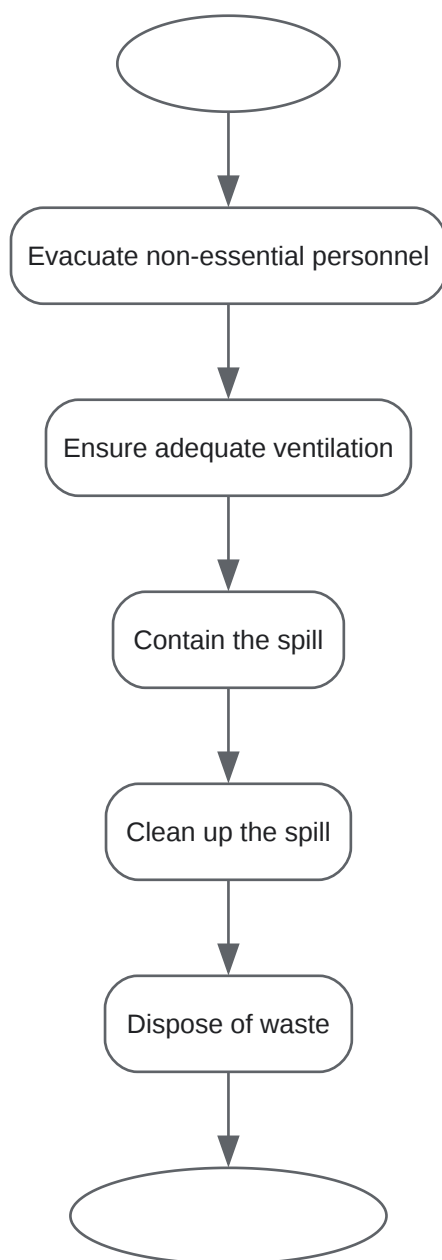 Evacuate non-essential personnel
Ensure adequate ventilation
Contain the spill
Clean up the spill
Dispose of waste